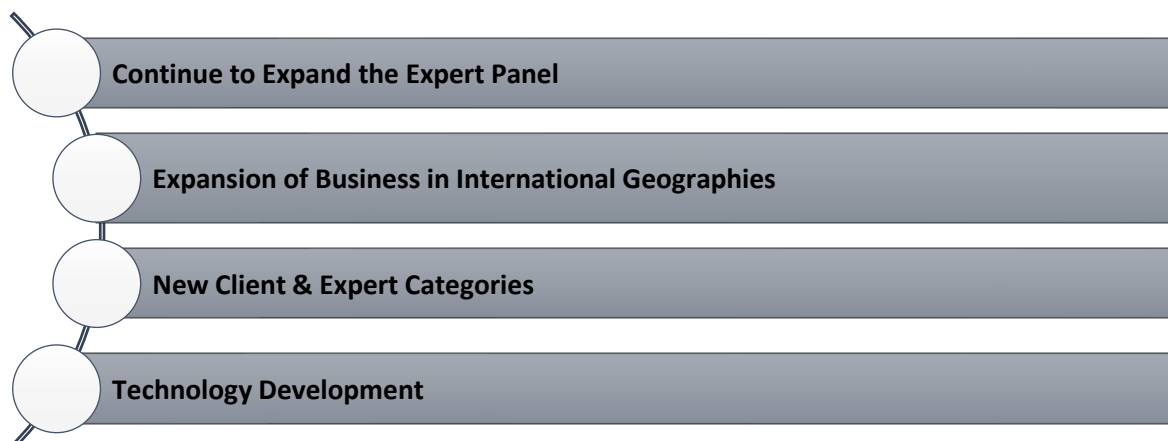 Continue to Expand the Expert Panel
Expansion of Business in International Geographies
New Client & Expert Categories
Technology Development